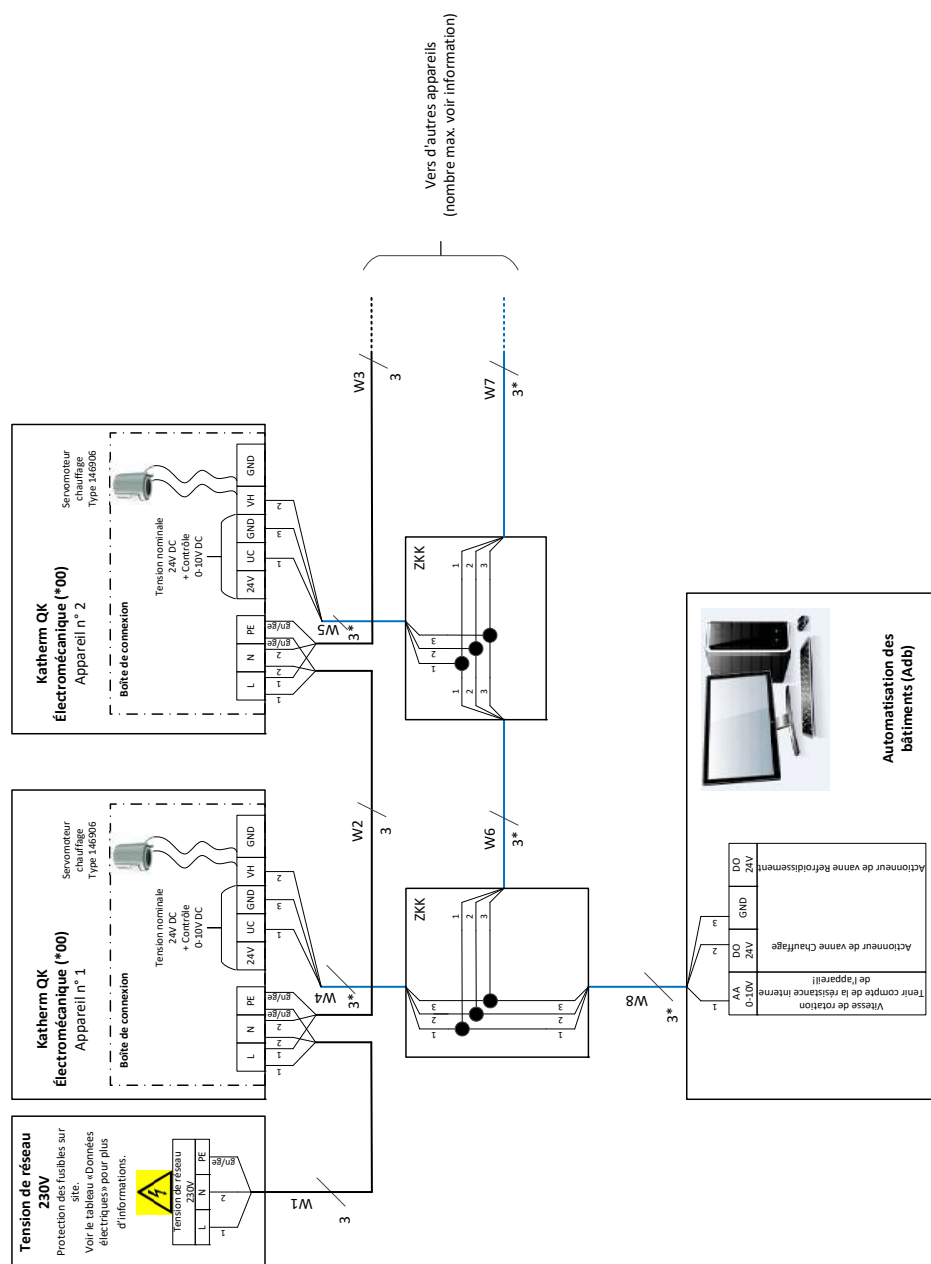 Tension de réseau
230V
Protection des fusibles sur
site.
Voir le tableau «Données
électriques» pour plus
d'informations.
Tension de réseau
230V
L
N
PE
1
2
gn/ge
W1
3
Katherm QK
Électromécanique (*00)
Appareil n° 1
Boîte de connexion
Servomoteur
chauffage
Type 146906
Tension nominale
24V DC
+ Contrôle
0-10V DC
L
N
PE
24V
UC
GND
VH
GND
1
1
2
2
gn/ge
gn/ge
1
3
2
W4
3*
W2
3
Katherm QK
Électromécanique (*00)
Appareil n° 2
Boîte de connexion
Servomoteur
chauffage
Type 146906
Tension nominale
24V DC
+ Contrôle
0-10V DC
L
N
PE
24V
UC
GND
VH
GND
1
1
2
2
gn/ge
gn/ge
1
3
2
W5
3*
W3
3
Vers d'autres appareils
(nombre max. voir information)
ZKK
1
2
3
1
2
3
1
2
3
W6
3*
ZKK
1
2
3
1
2
3
1
2
3
W7
3*
W8
3*
1
2
3
AA
0-10V
DO
24V
GND
DO
24V
Vitesse de rotation
Tenir compte de la résistance interne
de l'appareil!
Actionneur de vanne Chauffage
Actionneur de vanne Refroidissement
Automatisation des
bâtiments (Adb)